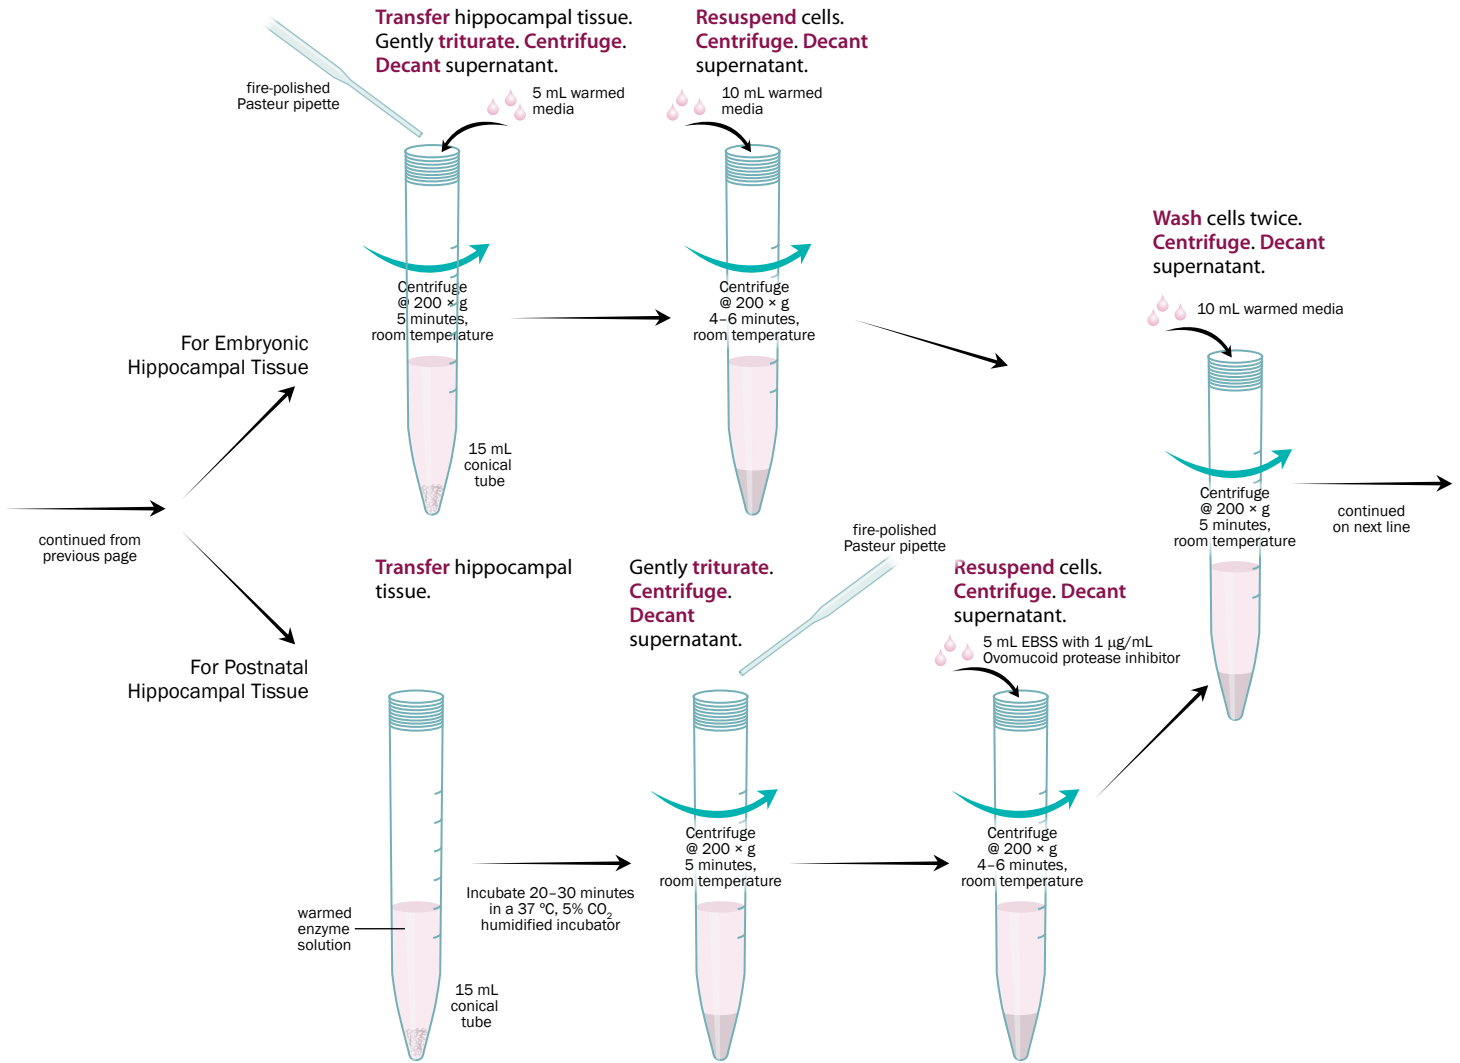 Transfer hippocampal tissue.
Gently triturate. Centrifuge.
Decant supernatant.
fire-polished
Pasteur pipette
5 mL warmed
media
Resuspend cells.
Centrifuge. Decant
supernatant.
10 mL warmed
media
Centrifuge
@ 200 × g
5 minutes,
room temperature
Centrifuge
@ 200 × g
4–6 minutes,
room temperature
For Embryonic
Hippocampal Tissue
15 mL
conical
tube
Wash cells twice.
Centrifuge. Decant
supernatant.
10 mL warmed media
Centrifuge
@ 200 × g
5 minutes,
room temperature
continued
on next line
continued from
previous page
For Postnatal
Hippocampal Tissue
Transfer hippocampal
tissue.
warmed
enzyme
solution
15 mL
conical
tube
Incubate 20–30 minutes
in a 37 ºC, 5% CO2
humidified incubator
Gently triturate.
Centrifuge.
Decant
supernatant.
fire-polished
Pasteur pipette
Centrifuge
@ 200 × g
5 minutes,
room temperature
Resuspend cells.
Centrifuge. Decant
supernatant.
5 mL EBSS with 1 µg/mL
Ovomucoid protease inhibitor
Centrifuge
@ 200 × g
4–6 minutes,
room temperature